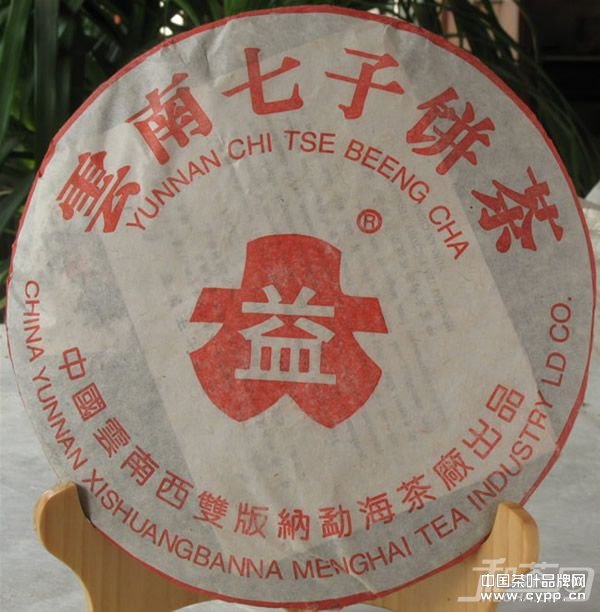 雲南七子餅茶
YUNNAN CHI TSE BEENG CHA
®
益
中國雲南西雙版納勐海茶廠出品
CHINA YUNNAN XISHUANGBANNA MENGHAI TEA INDUSTRY LD CO.
中国茶叶品牌网
www.cypp.cn